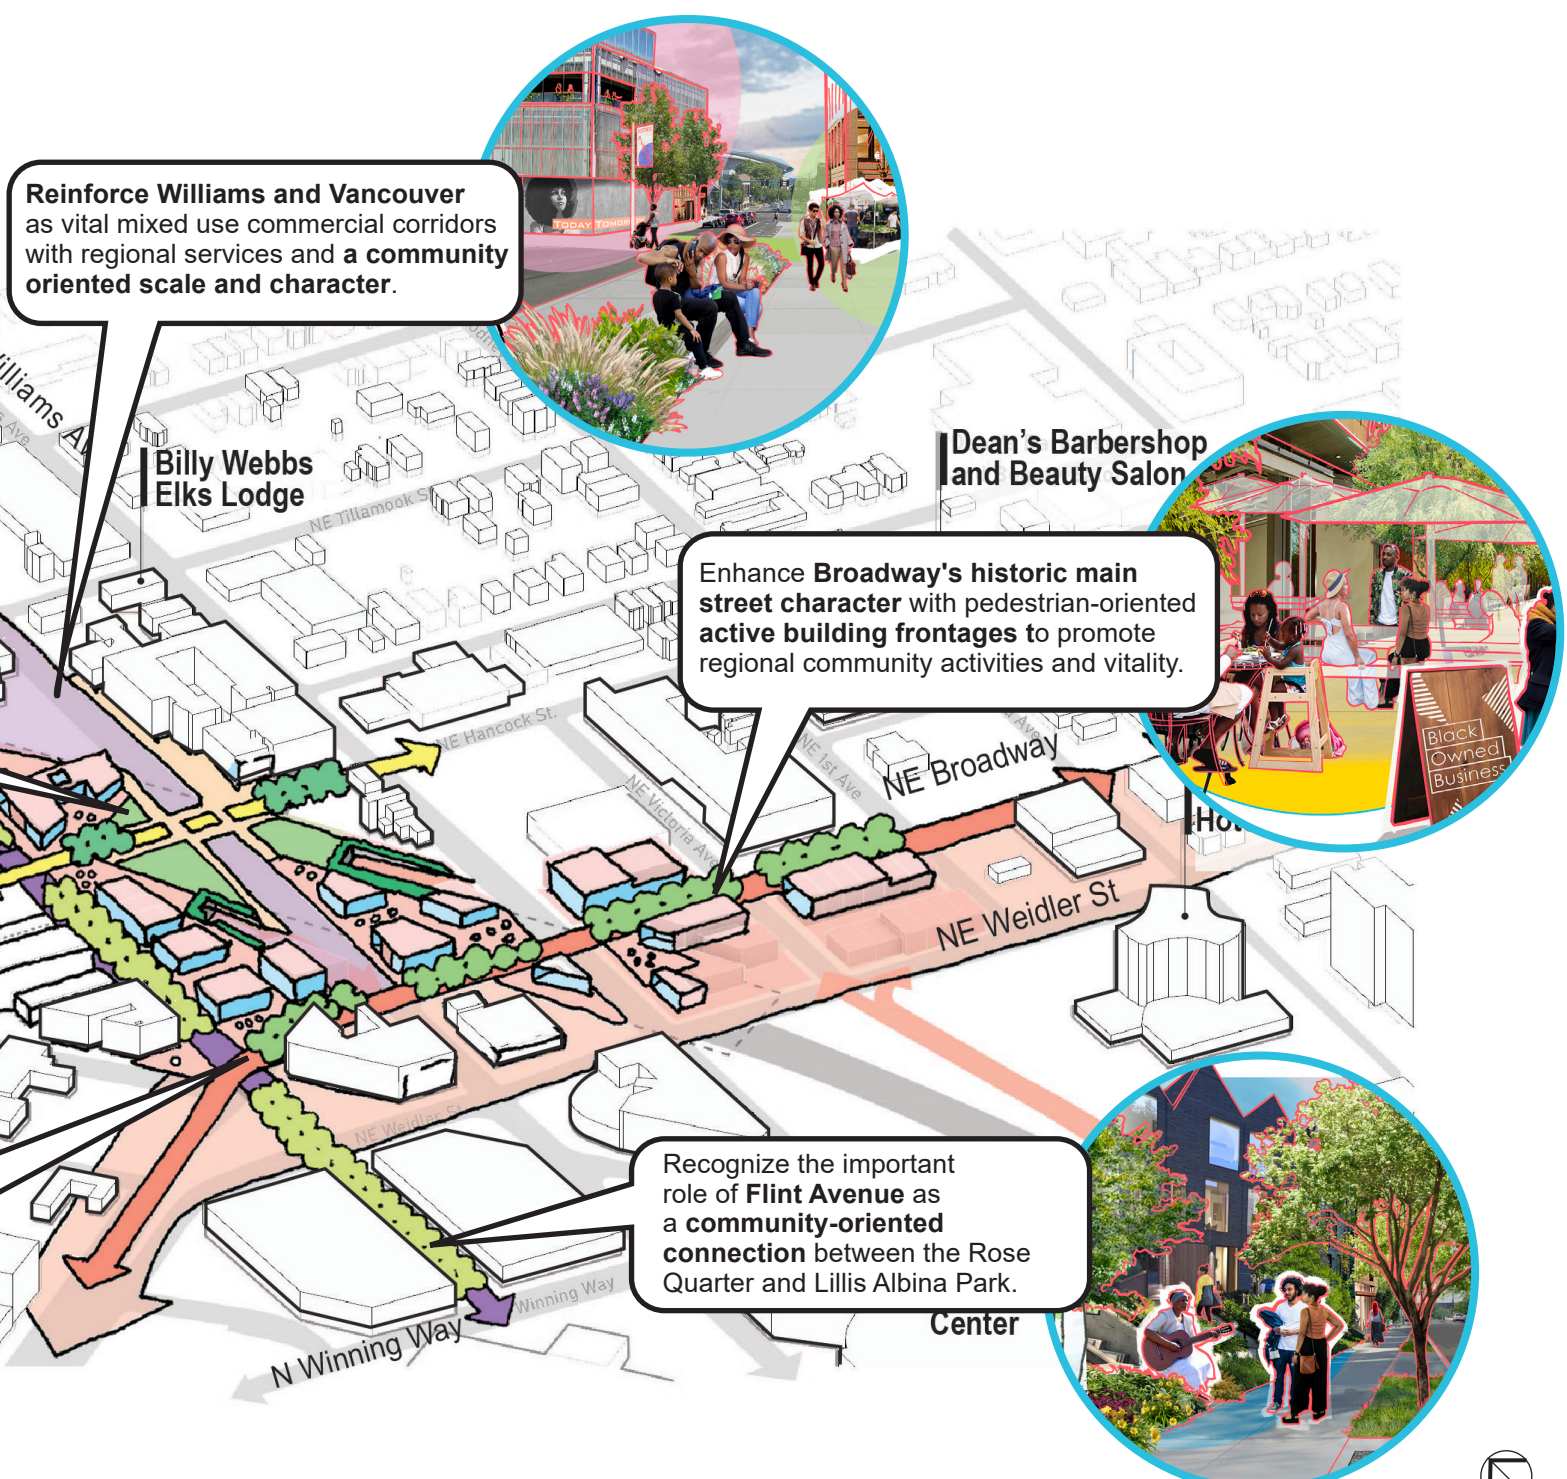 TODAY
Reinforce Williams and Vancouver
as vital mixed use commercial corridors
with regional services and a community
oriented scale and character.
Billy Webbs
Elks Lodge
NE Tillamook St
Dean's Barbershop
and Beauty Salon
Enhance Broadway's historic main
street character with pedestrian-oriented
active building frontages to promote
regional community activities and vitality.
NE Hancock St.
NE Victoria Ave
NE 1st Ave
NE Broadway
Black
Owned
Business
NE Weidler St
NE Weidler St
Recognize the important
role of Flint Avenue as
a community-oriented
connection between the Rose
Quarter and Lillis Albina Park.
Center
Winning Way
N Winning Way